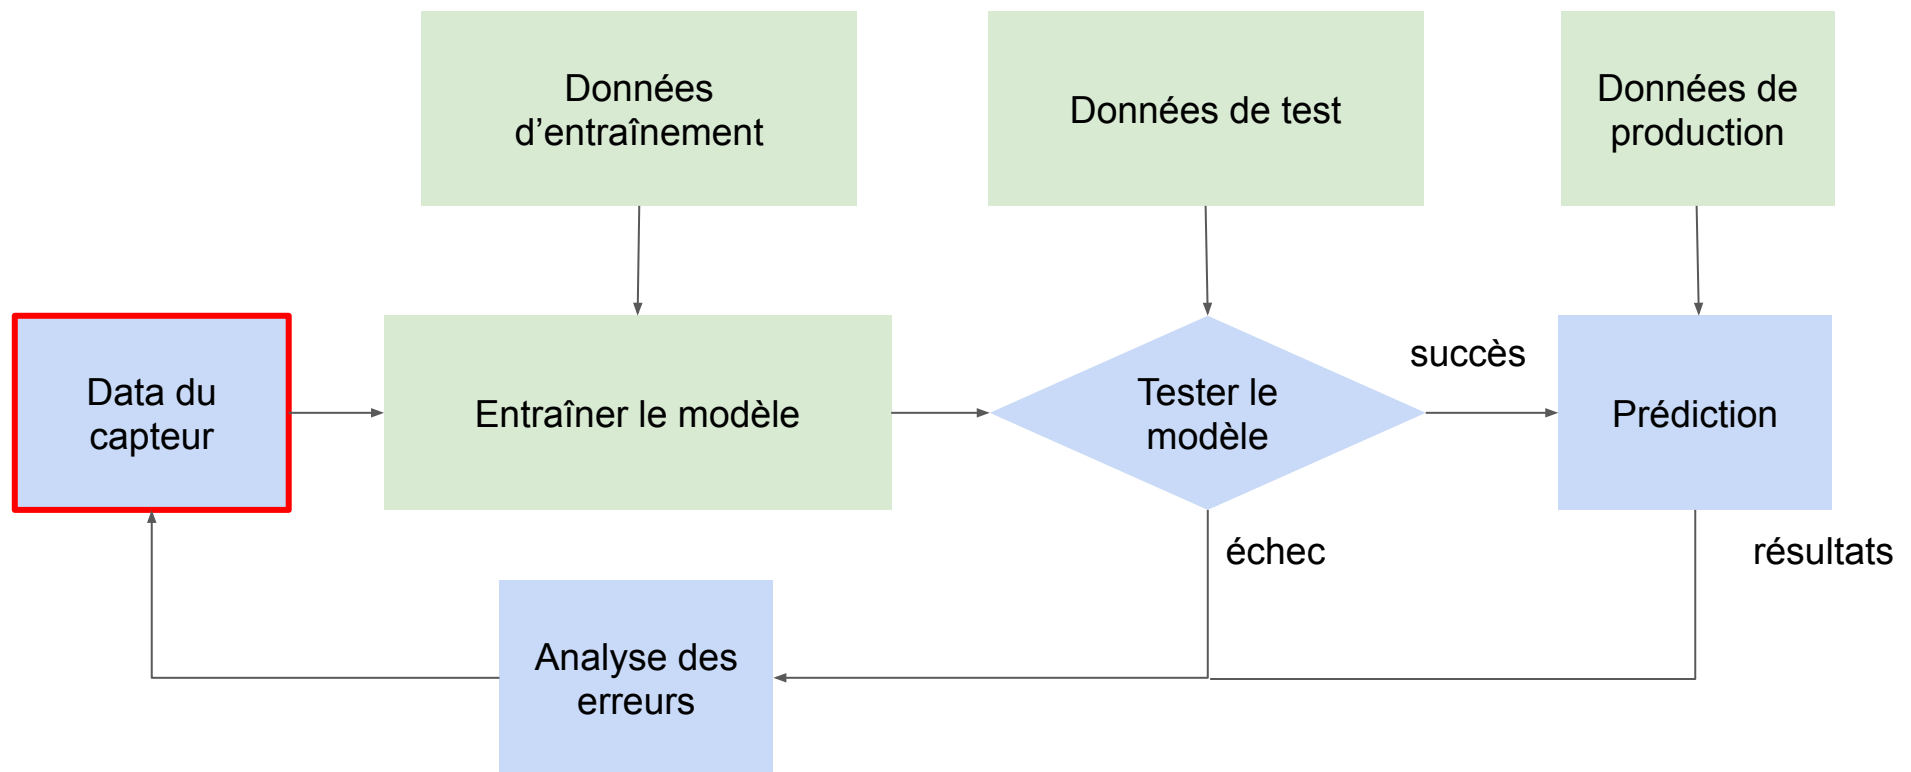 Données
d’entraînement
Données de test
Données de
production
Data du
capteur
Entraîner le modèle
Tester le
modèle
succès
Prédiction
échec
résultats
Analyse des
erreurs